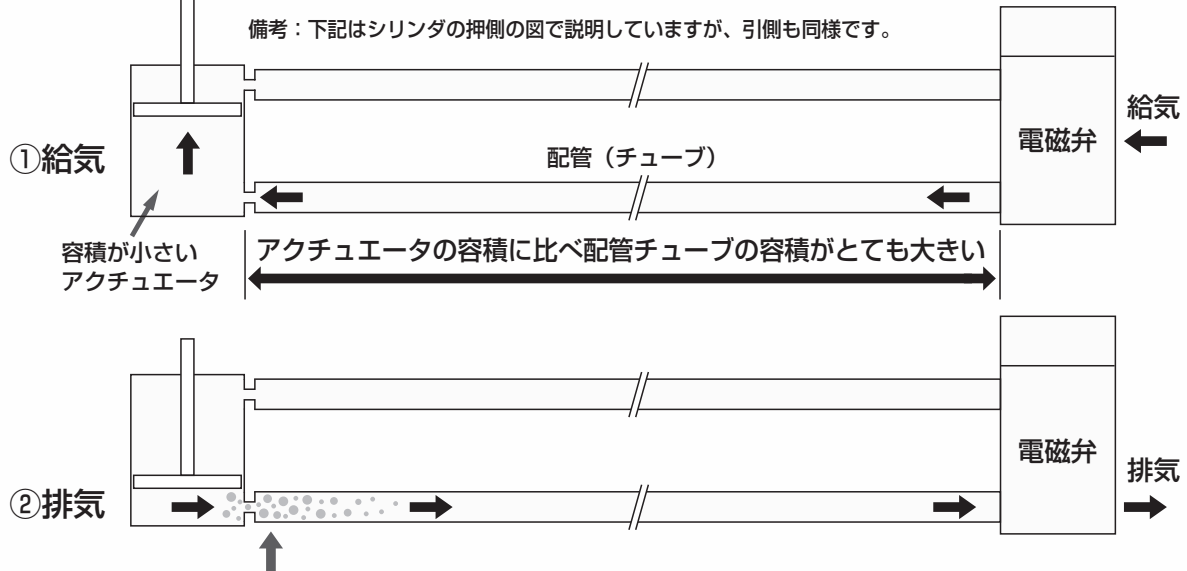 備考：下記はシリンダの押側の図で説明していますが、引側も同様です。
給気
電磁弁
①給気
配管（チューブ）
アクチュエータの容積に比べ配管チューブの容積がとても大きい
容積が小さい
アクチュエータ
電磁弁
排気
②排気